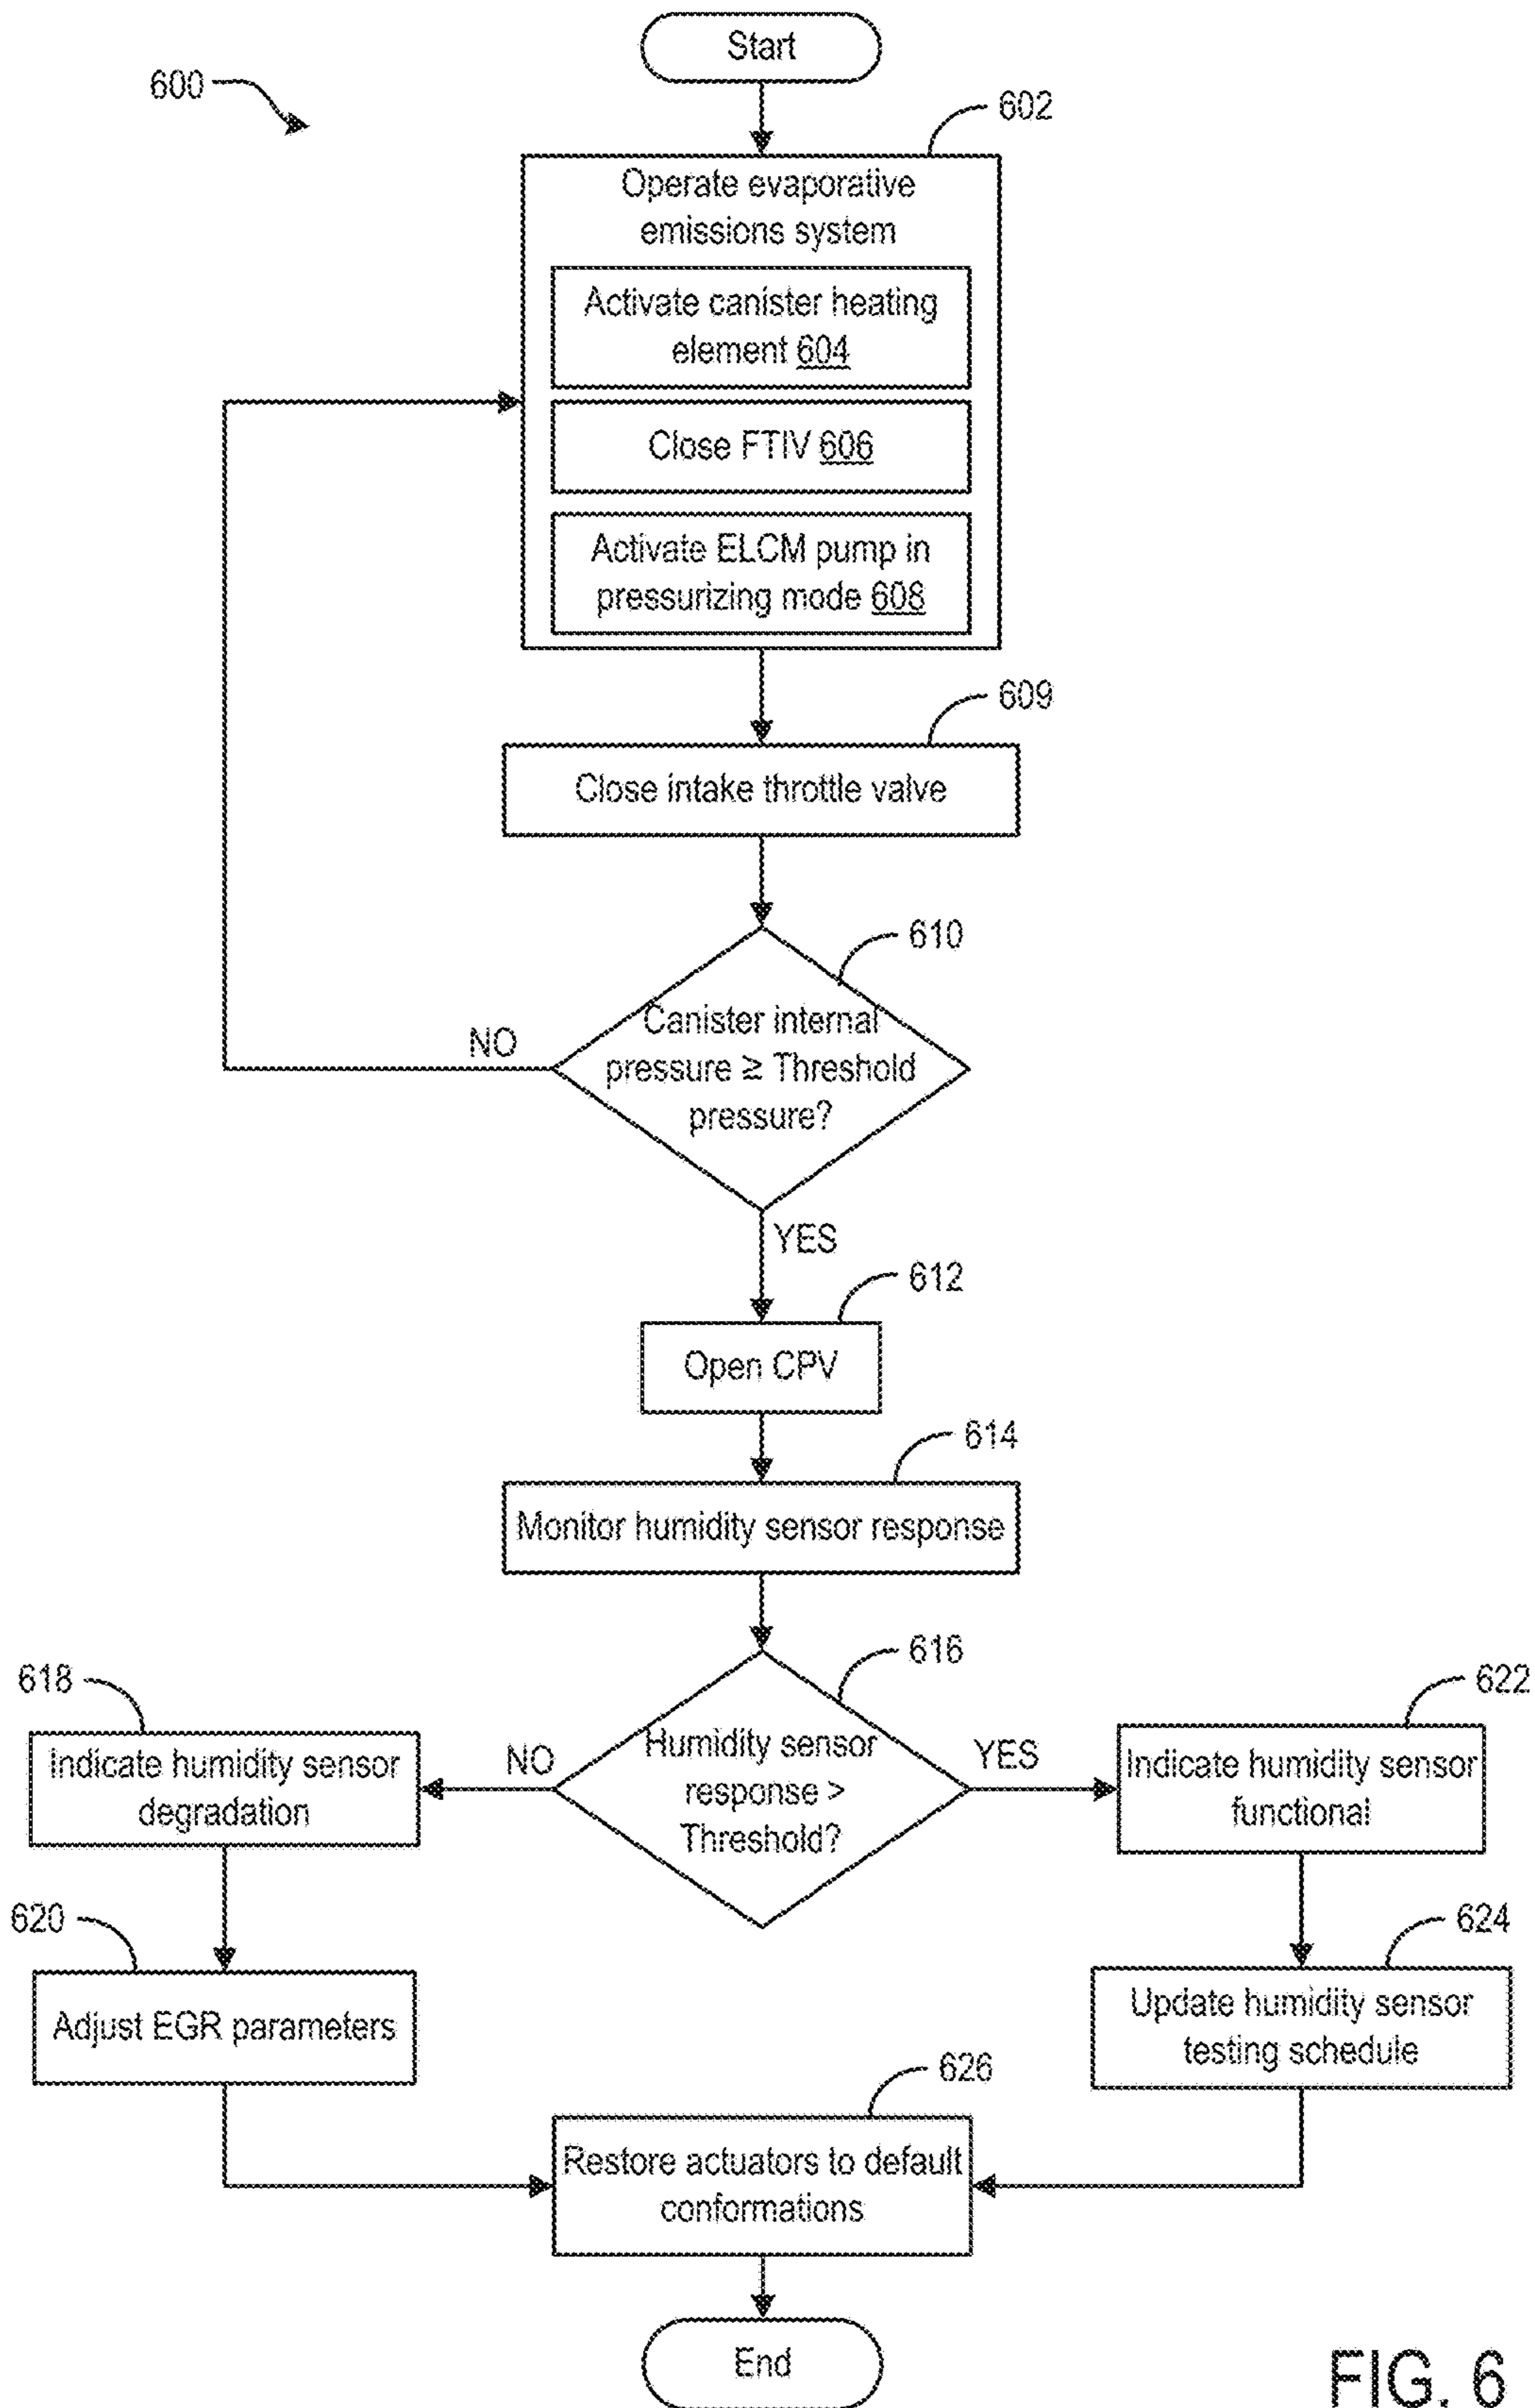 Start
600
602
Operate evaporative
emissions system
Activate canister heating
element 604
Close FTIV 606
Activate ELCM pump in
pressurizing mode 608
609
Close intake throttle valve
610
Canister internal
pressure ≥ Threshold
pressure?
NO
YES
612
Open CPV
614
Monitor humidity sensor response
616
Humidity sensor
response >
Threshold?
NO
YES
618
Indicate humidity sensor
degradation
622
Indicate humidity sensor
functional
620
Adjust EGR parameters
624
Update humidity sensor
testing schedule
626
Restore actuators to default
conformations
End
FIG. 6